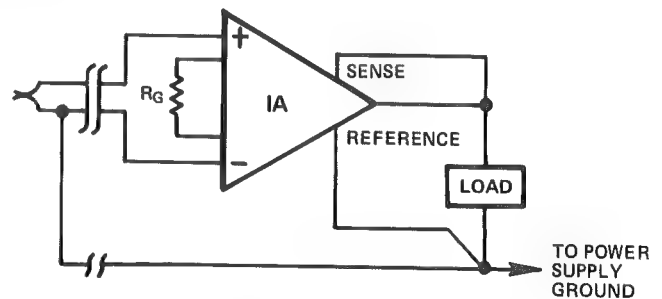 +
SENSE
RG
IA
REFERENCE
−
LOAD
TO POWER
SUPPLY
GROUND